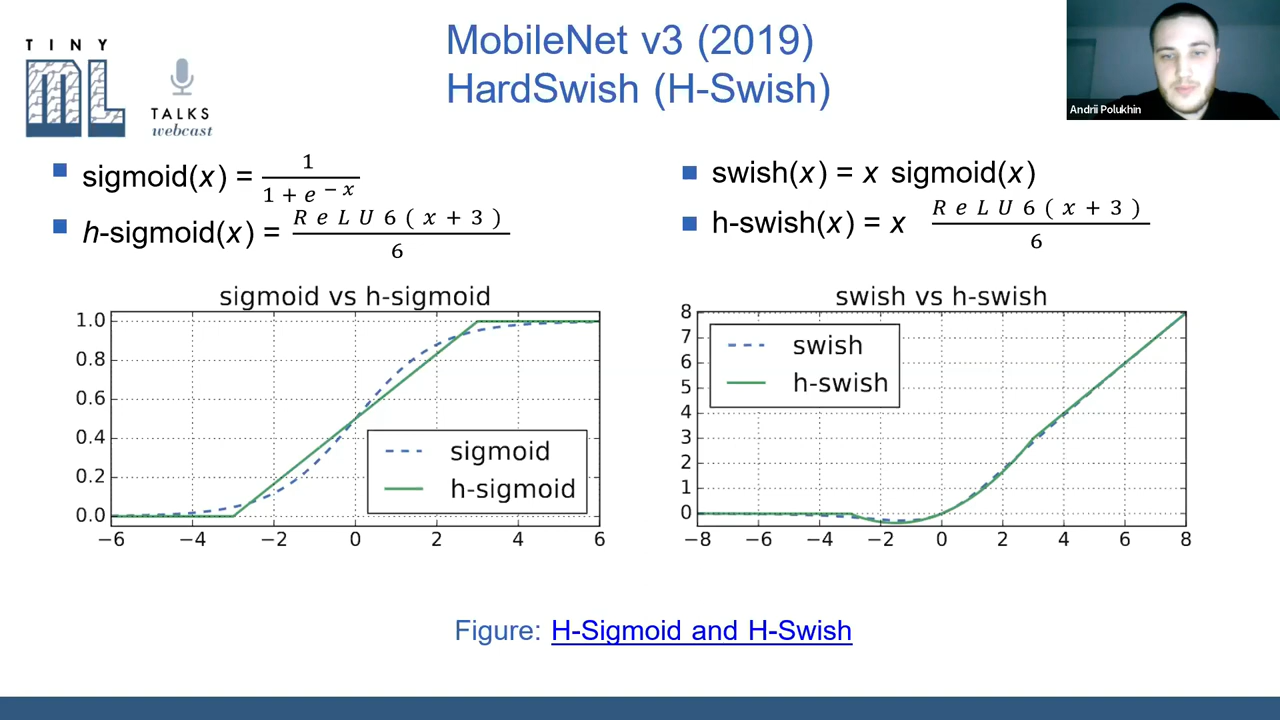 TINY
ML
TALKS
webcast
MobileNet v3 (2019)
HardSwish (H-Swish)
Andrii Polukhin
sigmoid(x) = 1 / 1 + e^−x
h-sigmoid(x) = ReLU6(x+3) / 6
swish(x) = x sigmoid(x)
h-swish(x) = x ReLU6(x+3) / 6
sigmoid vs h-sigmoid
1.0
0.8
0.6
0.4
0.2
0.0
−6 −4 −2 0 2 4 6
sigmoid
h-sigmoid
swish vs h-swish
8
7
6
5
4
3
2
1
0
−8 −6 −4 −2 0 2 4 6 8
swish
h-swish
Figure: H-Sigmoid and H-Swish